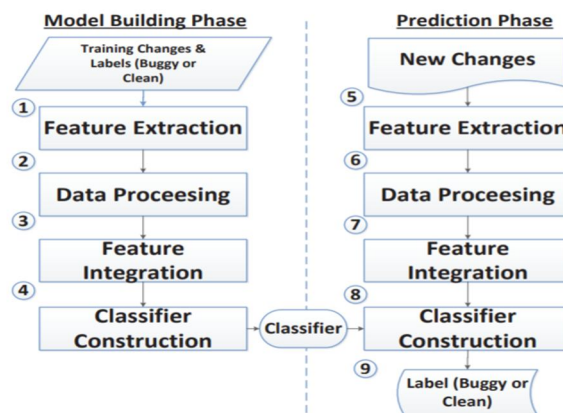 Model Building Phase
Training Changes &
Labels (Buggy or
Clean)
1
Feature Extraction
2
Data Proceesing
3
Feature
Integration
4
Classifier
Construction
Classifier
Prediction Phase
New Changes
5
Feature Extraction
6
Data Proceesing
7
Feature
Integration
8
Classifier
Construction
9
Label (Buggy or
Clean)